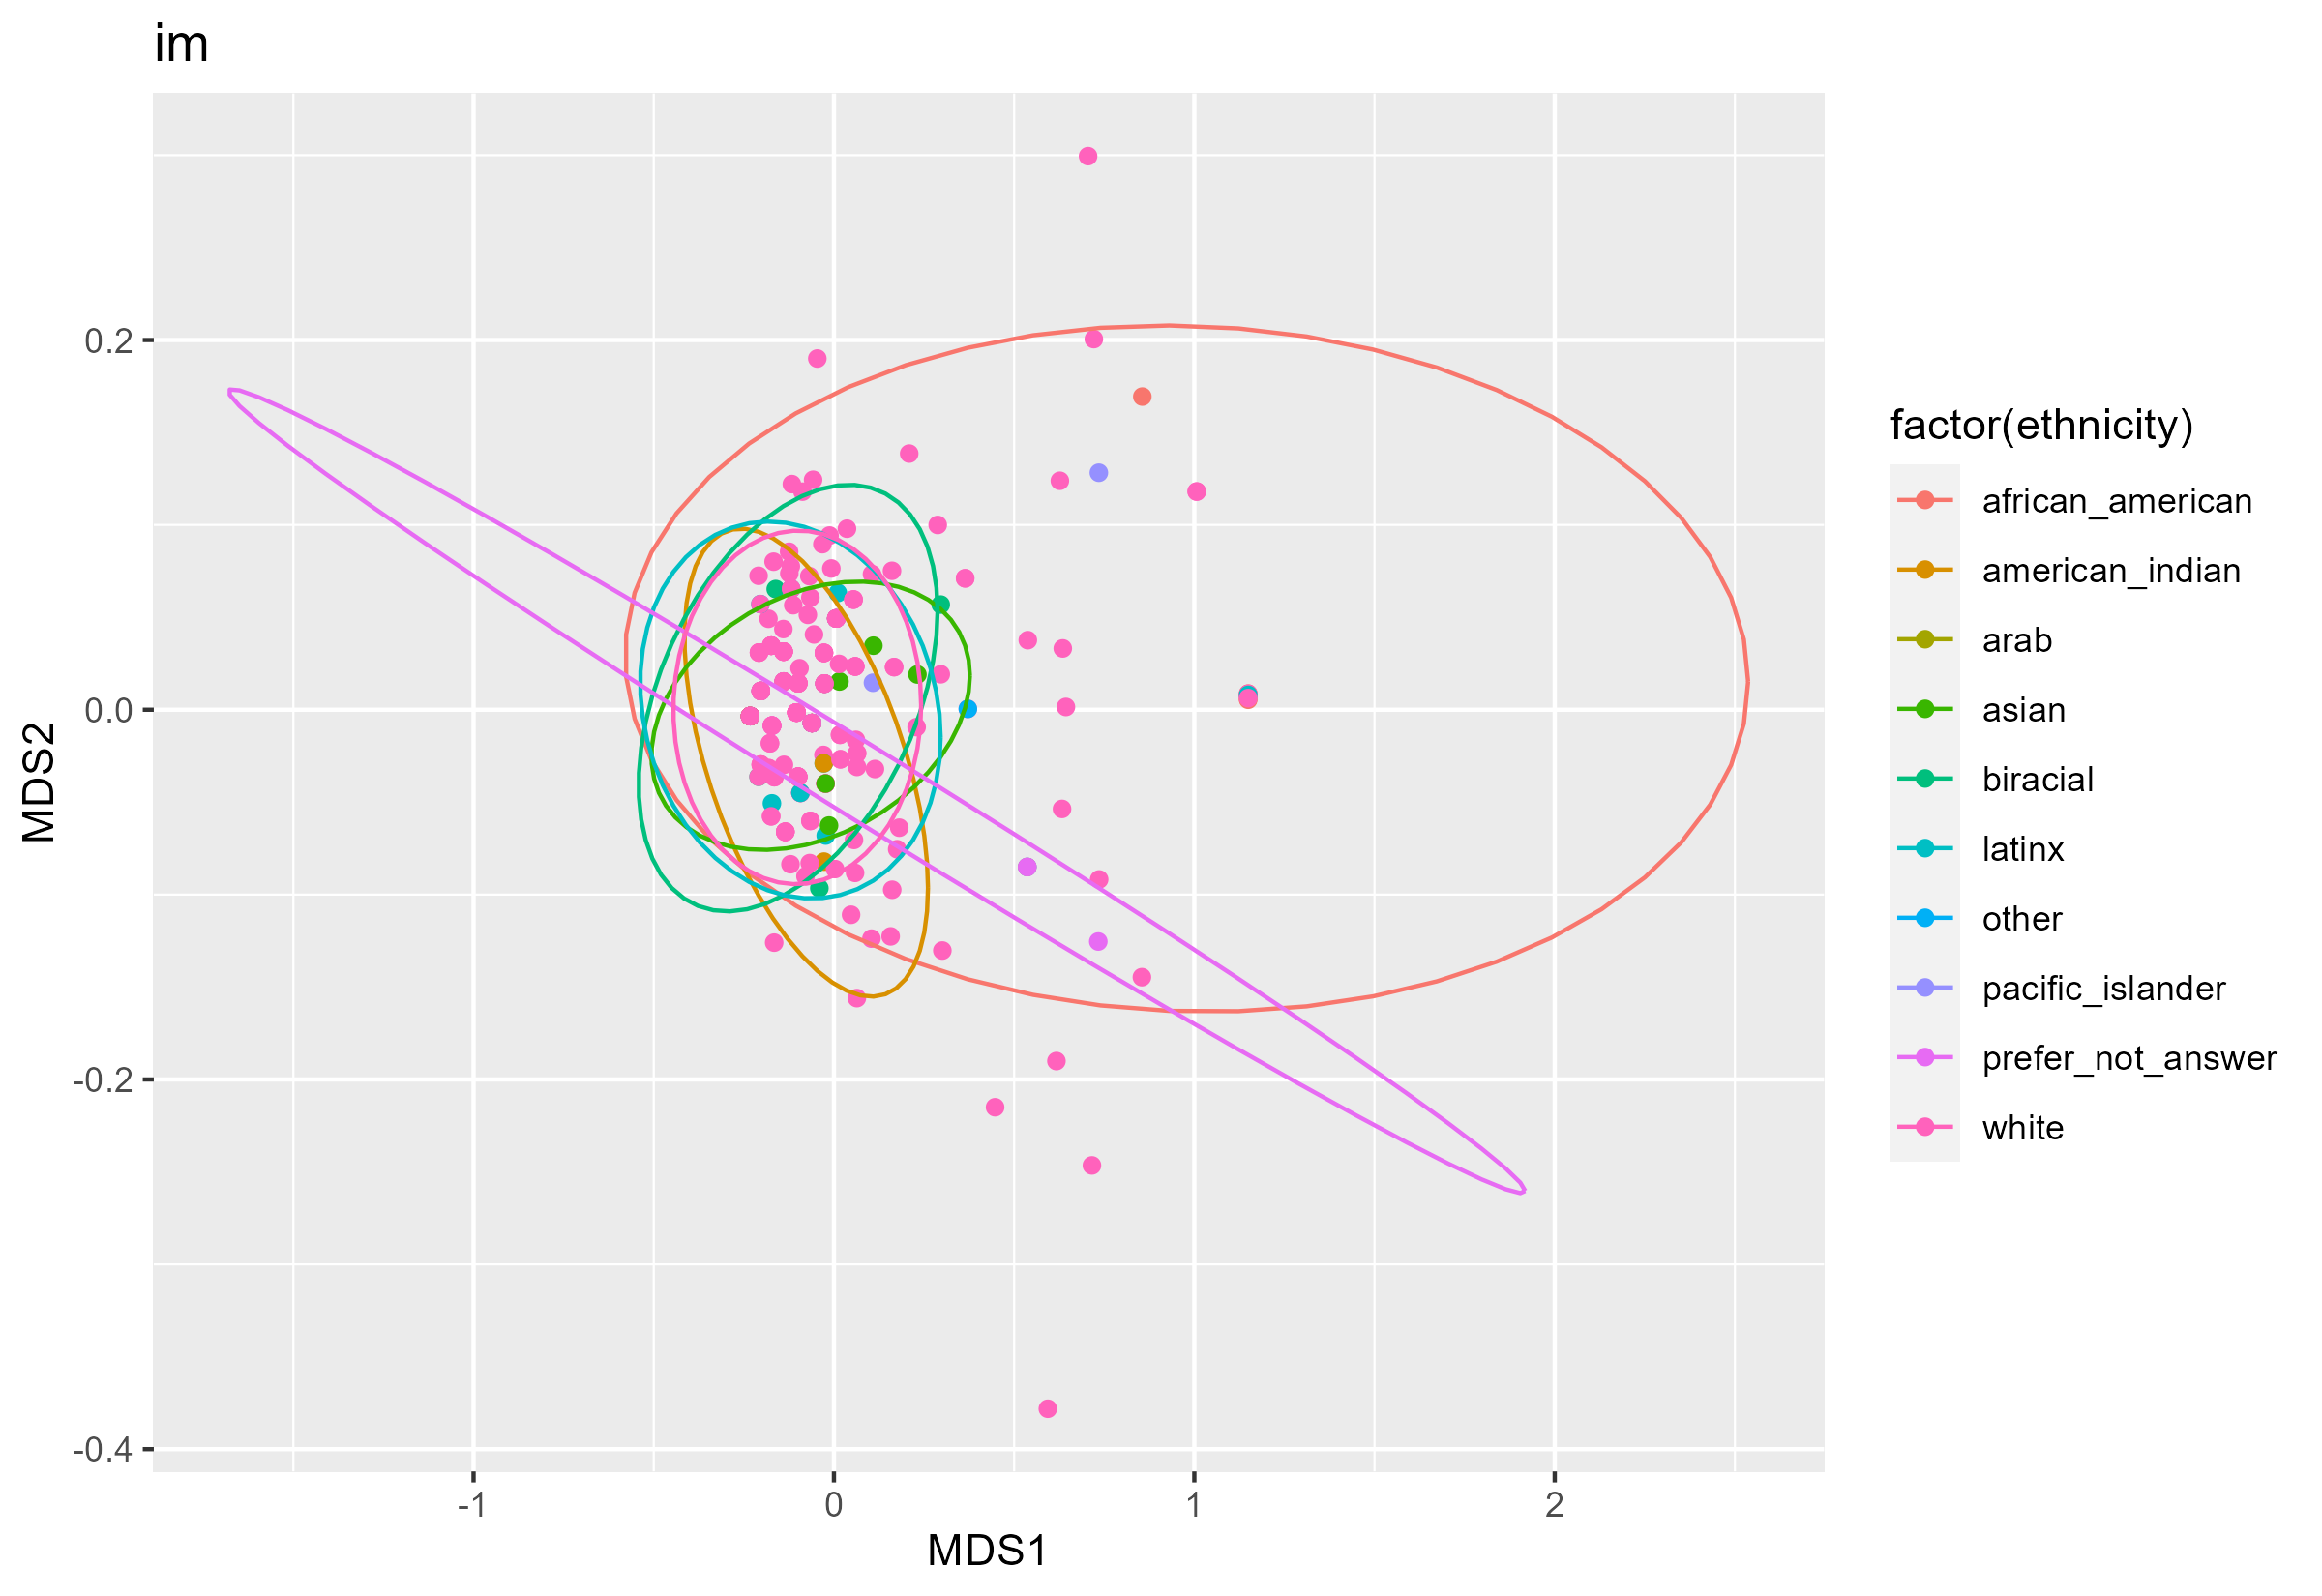 im
0.2
0.0
-0.2
-0.4
MDS2
-1
0
1
2
MDS1
factor(ethnicity)
african_american
american_indian
arab
asian
biracial
latinx
other
pacific_islander
prefer_not_answer
white